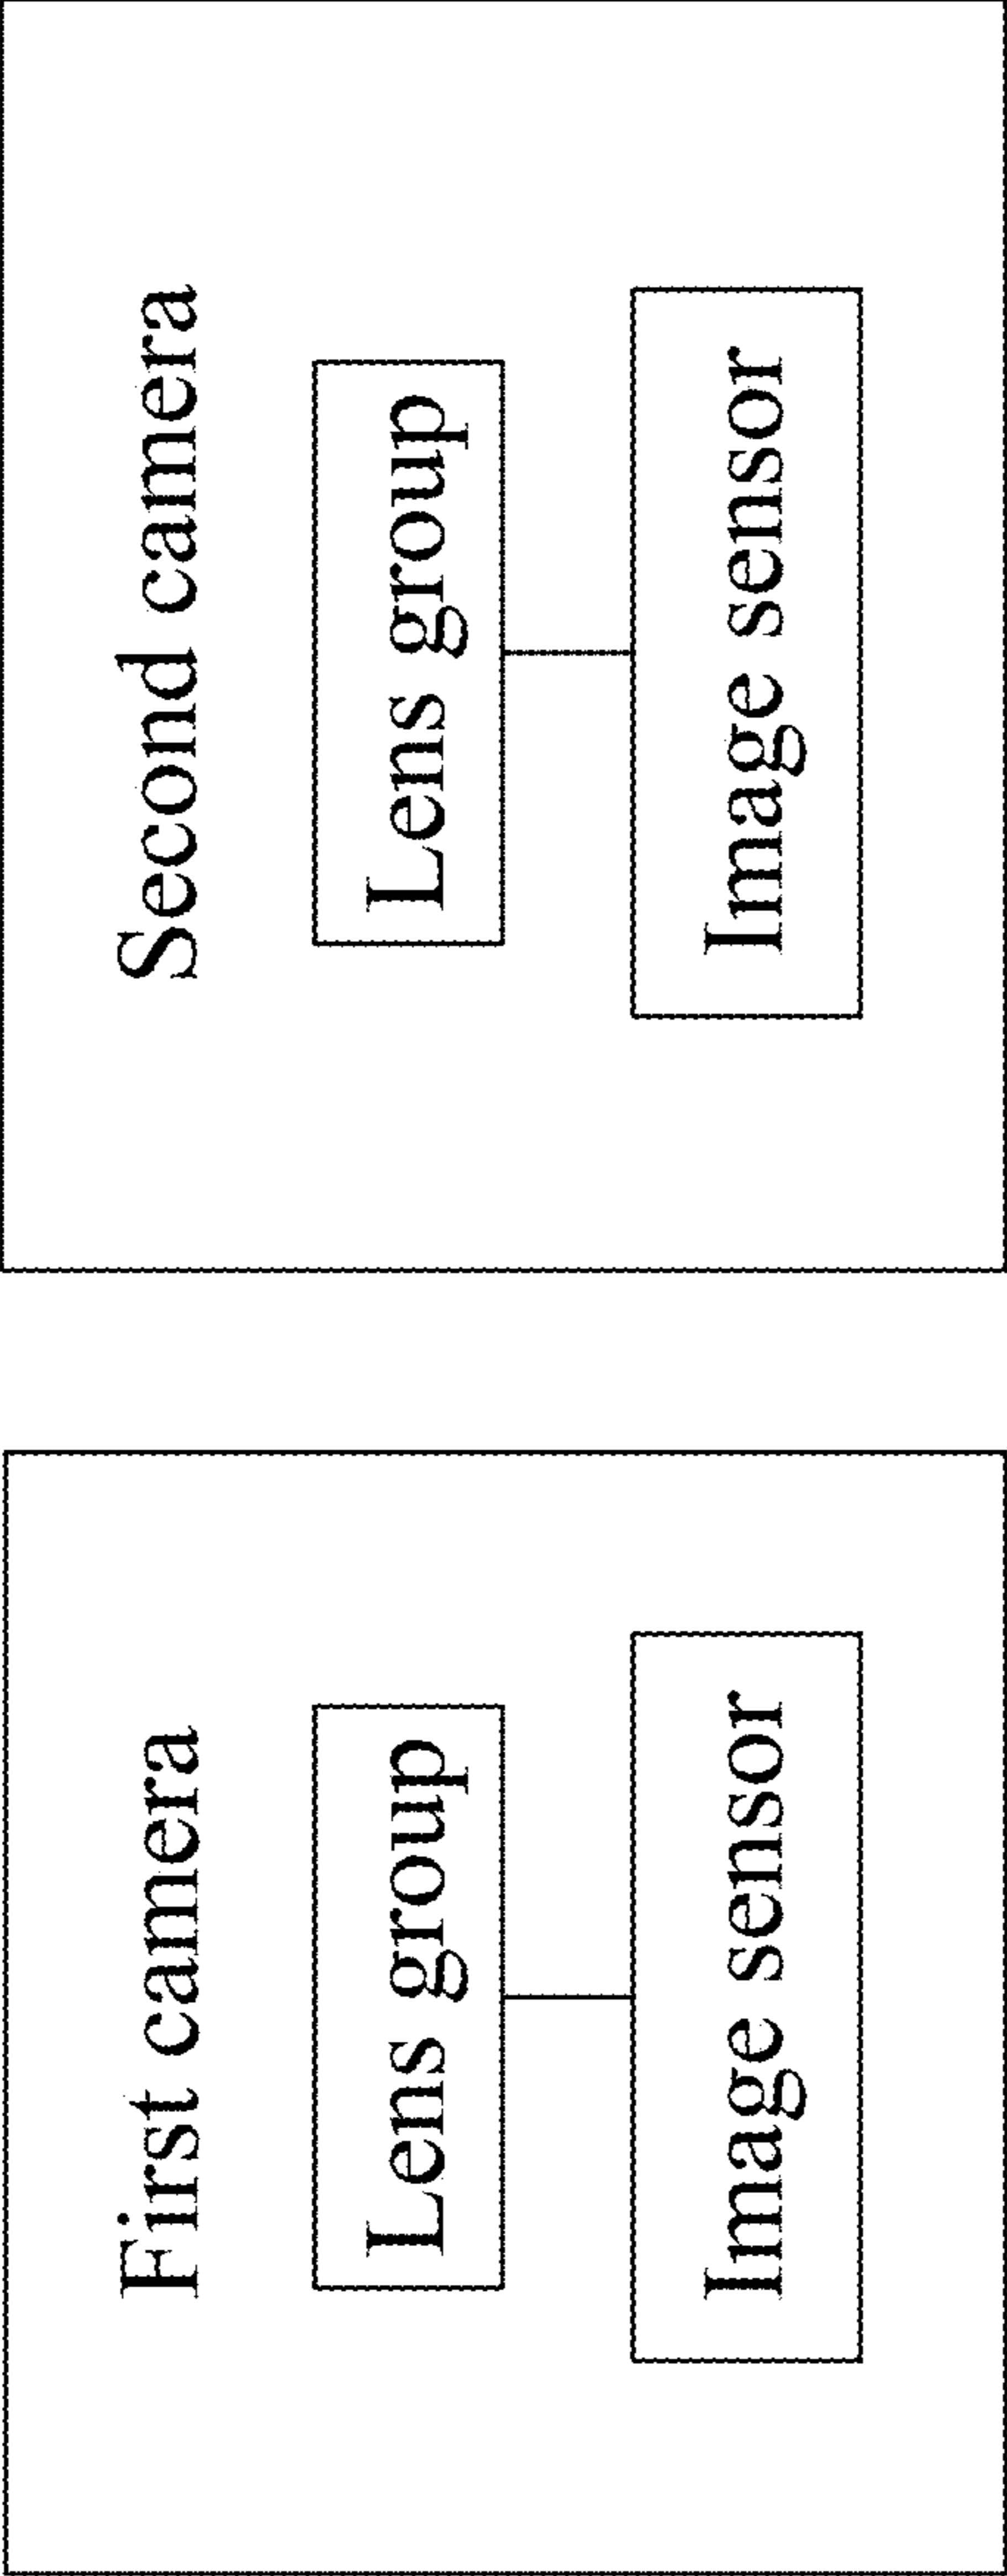 First camera
Lens group
Image sensor
Second camera
Lens group
Image sensor